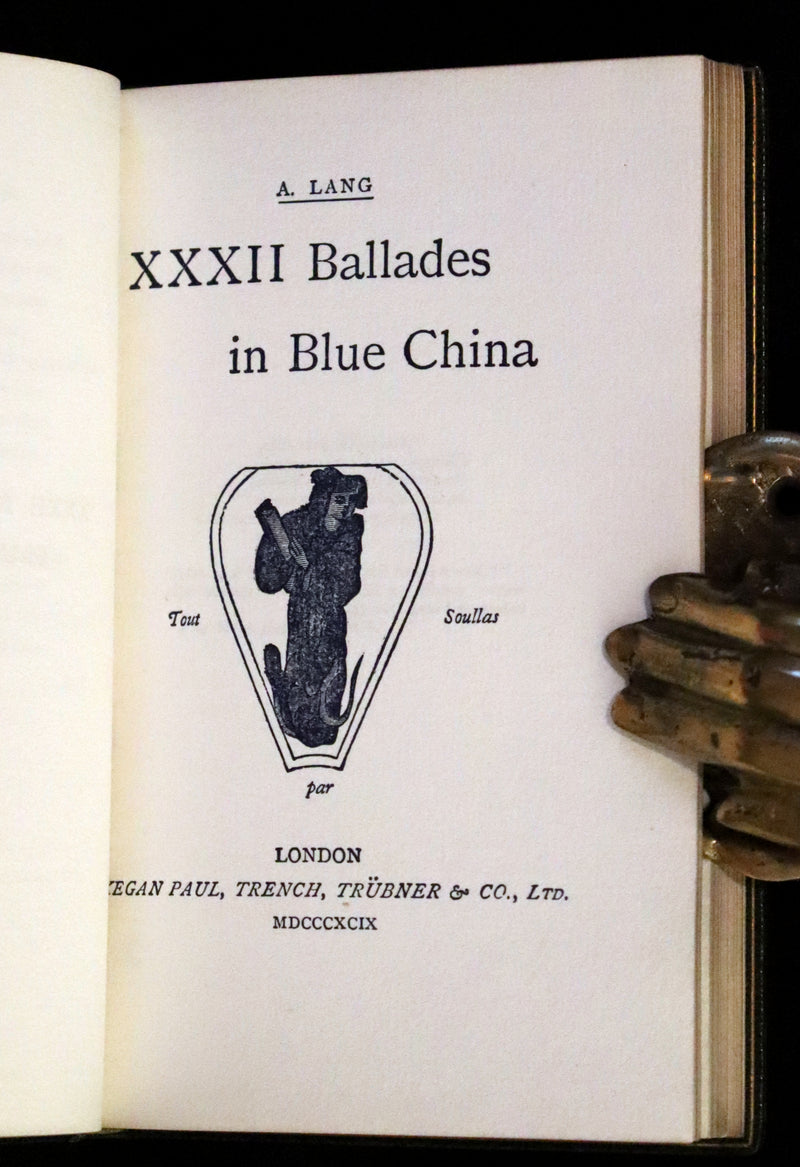 A. LANG
XXXII Ballades
in Blue China
Tout Soullas
par
LONDON
EGAN PAUL, TRENCH, TRÜBNER & CO., LTD.
MDCCCXCIX